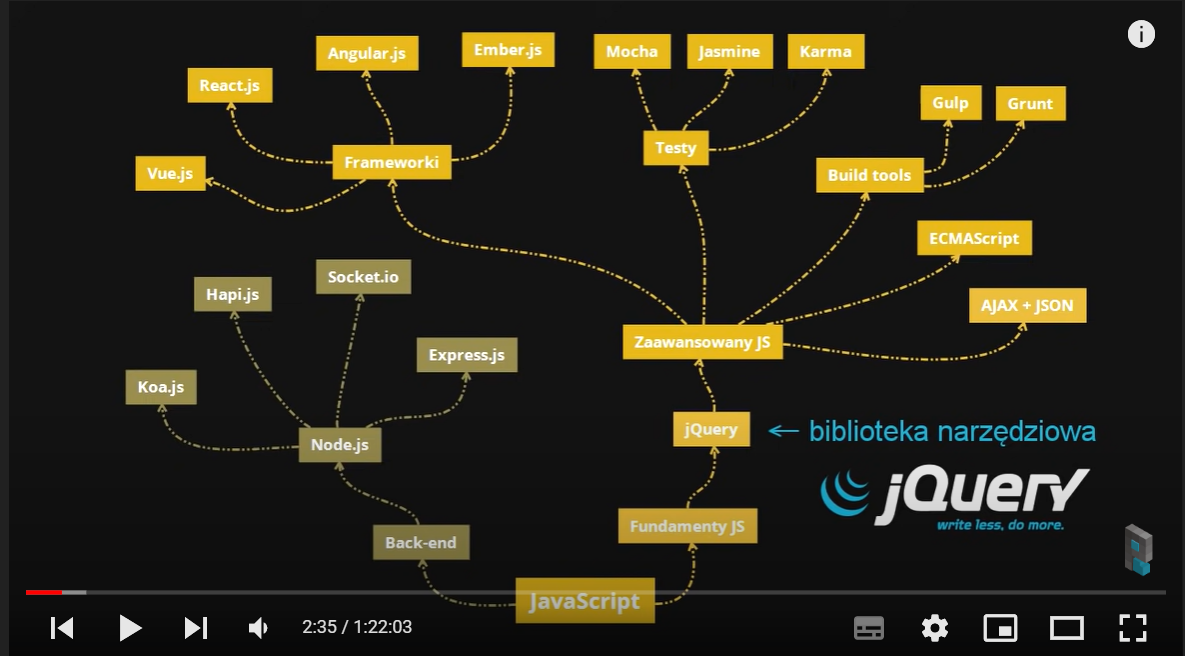 Angular.js
Ember.js
Mocha
Jasmine
Karma
React.js
Gulp
Grunt
Frameworki
Testy
Vue.js
Build tools
ECMAScript
Socket.io
Hapi.js
AJAX + JSON
Zaawansowany JS
Express.js
Koa.js
jQuery
← biblioteka narzędziowa
Node.js
jQuery
write less, do more.
Fundamenty JS
Back-end
JavaScript
2:35 / 1:22:03